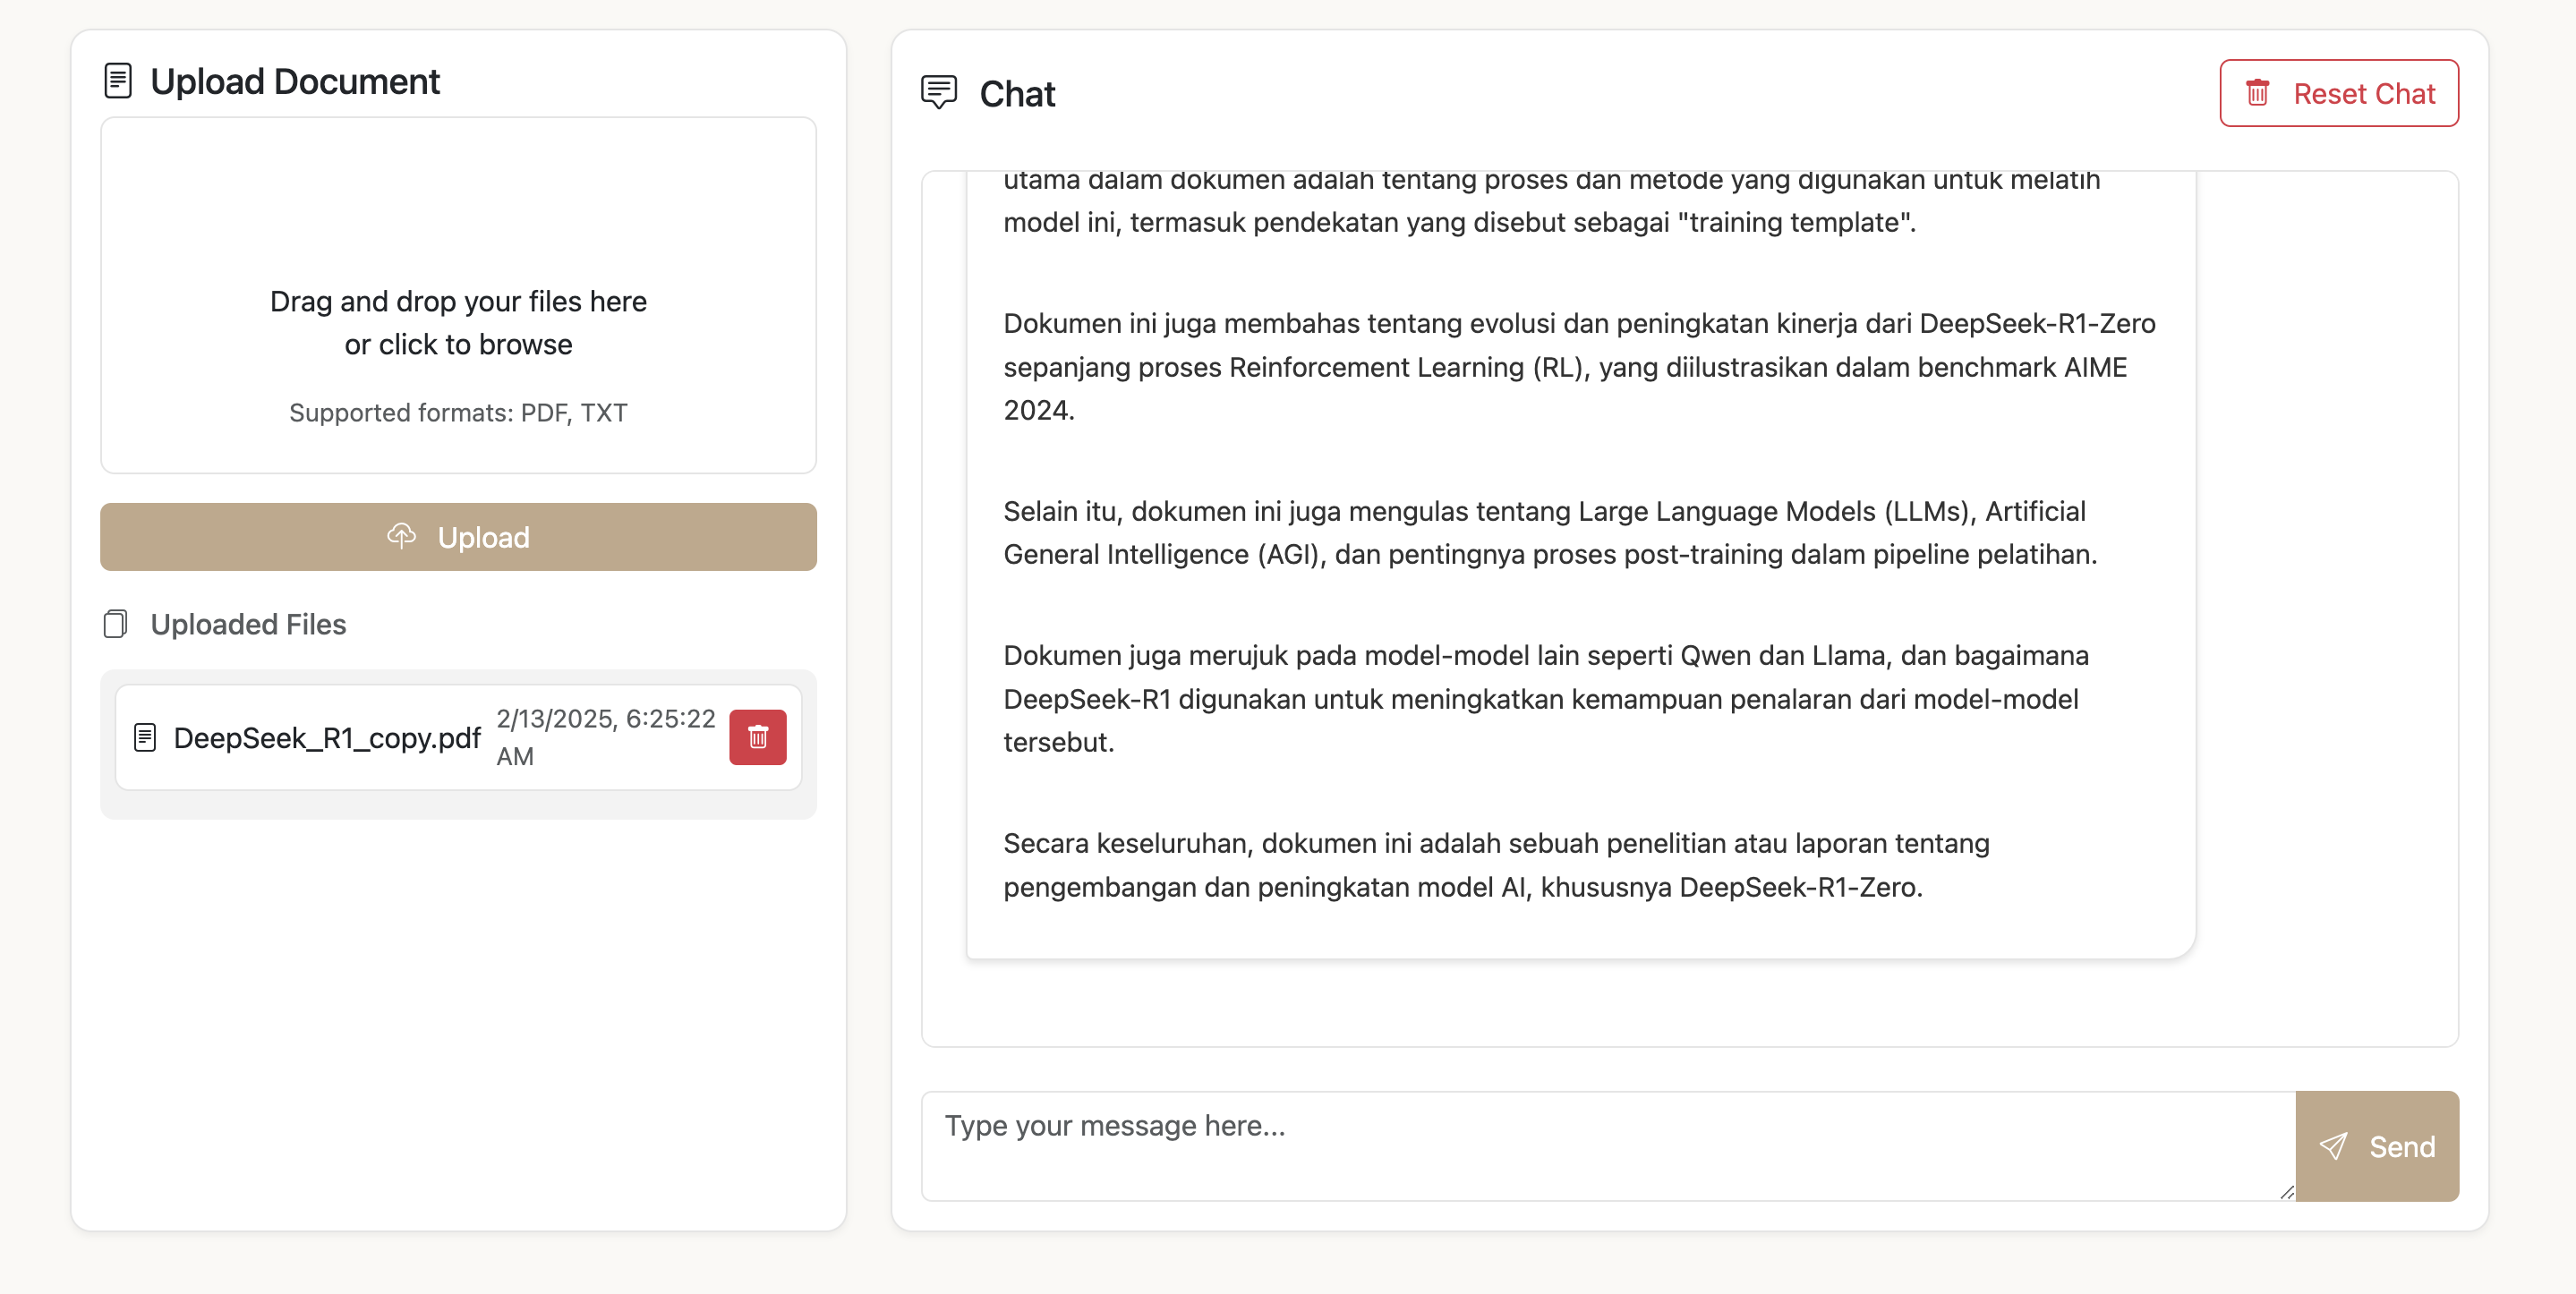 Upload Document
Drag and drop your files here
or click to browse
Supported formats: PDF, TXT
Upload
Uploaded Files
DeepSeek_R1_copy.pdf
2/13/2025, 6:25:22
AM
Chat
Reset Chat
utama dalam dokumen adalah tentang proses dan metode yang digunakan untuk melatih
model ini, termasuk pendekatan yang disebut sebagai "training template".
Dokumen ini juga membahas tentang evolusi dan peningkatan kinerja dari DeepSeek-R1-Zero
sepanjang proses Reinforcement Learning (RL), yang diilustrasikan dalam benchmark AIME
2024.
Selain itu, dokumen ini juga mengulas tentang Large Language Models (LLMs), Artificial
General Intelligence (AGI), dan pentingnya proses post-training dalam pipeline pelatihan.
Dokumen juga merujuk pada model-model lain seperti Qwen dan Llama, dan bagaimana
DeepSeek-R1 digunakan untuk meningkatkan kemampuan penalaran dari model-model
tersebut.
Secara keseluruhan, dokumen ini adalah sebuah penelitian atau laporan tentang
pengembangan dan peningkatan model AI, khususnya DeepSeek-R1-Zero.
Type your message here...
Send